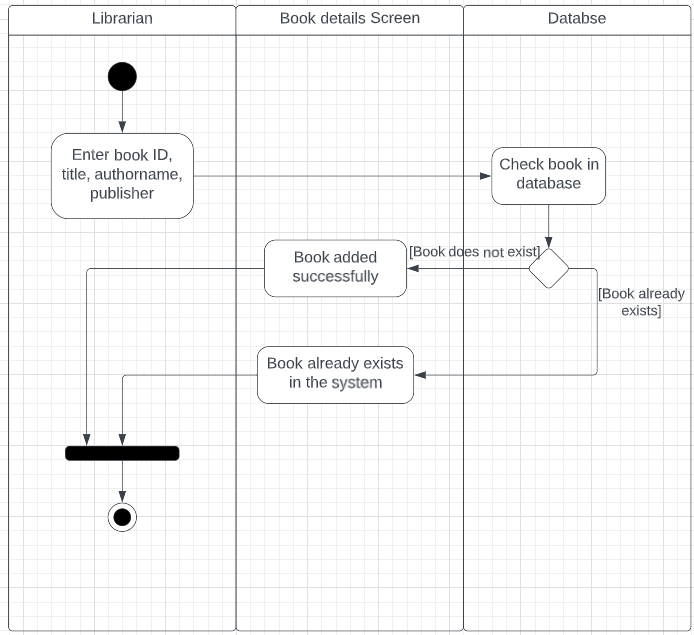 Librarian
Book details Screen
Databse
Enter book ID,
title, authorname,
publisher
Check book in
database
[Book does not exist]
Book added
successfully
[Book already
exists]
Book already exists
in the system